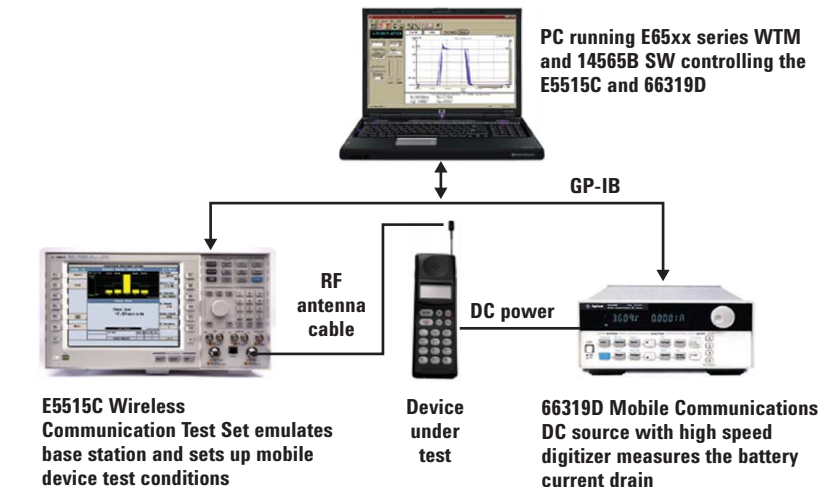 PC running E65xx series WTM
and 14565B SW controlling the
E5515C and 66319D
GP-IB
RF
antenna
cable
DC power
Agilent
E5515C Wireless
Communication Test Set emulates
base station and sets up mobile
device test conditions
Device
under
test
66319D Mobile Communications
DC source with high speed
digitizer measures the battery
current drain